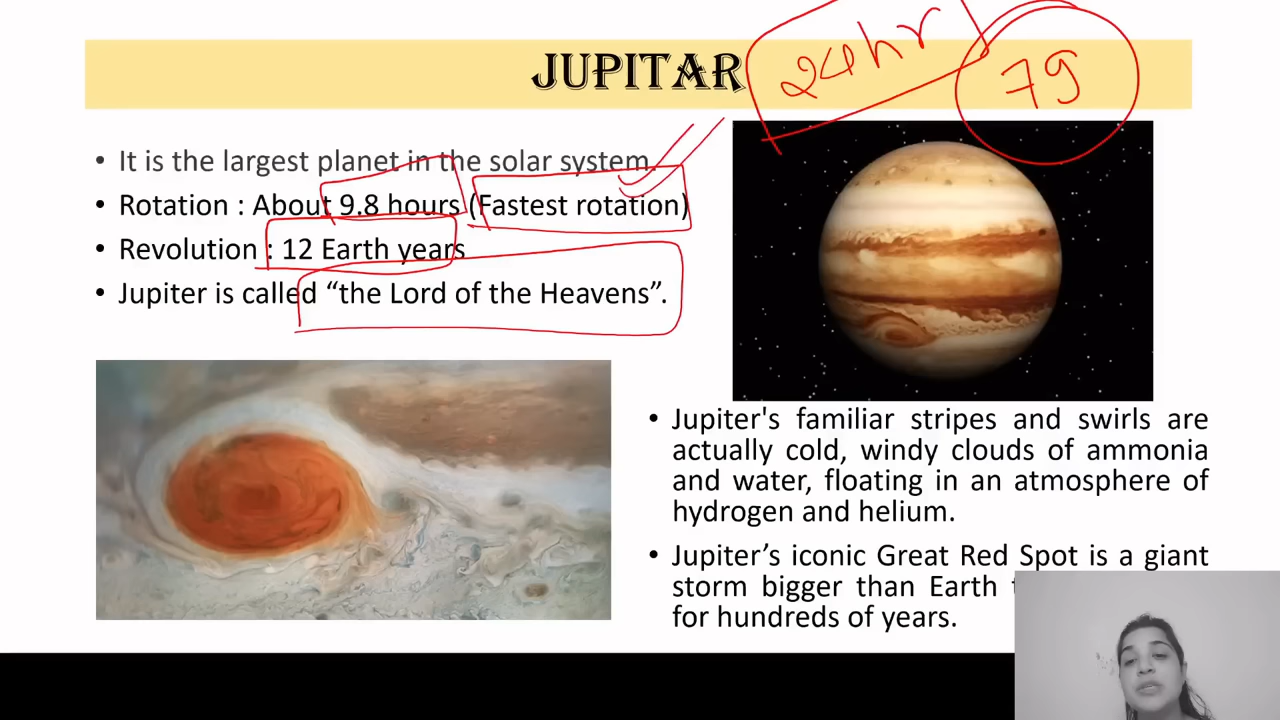 JUPITAR
24hr
79
• It is the largest planet in the solar system.
• Rotation : About 9.8 hours (Fastest rotation)
• Revolution : 12 Earth years
• Jupiter is called “the Lord of the Heavens”.
• Jupiter's familiar stripes and swirls are
actually cold, windy clouds of ammonia
and water, floating in an atmosphere of
hydrogen and helium.
• Jupiter’s iconic Great Red Spot is a giant
storm bigger than Earth
for hundreds of years.